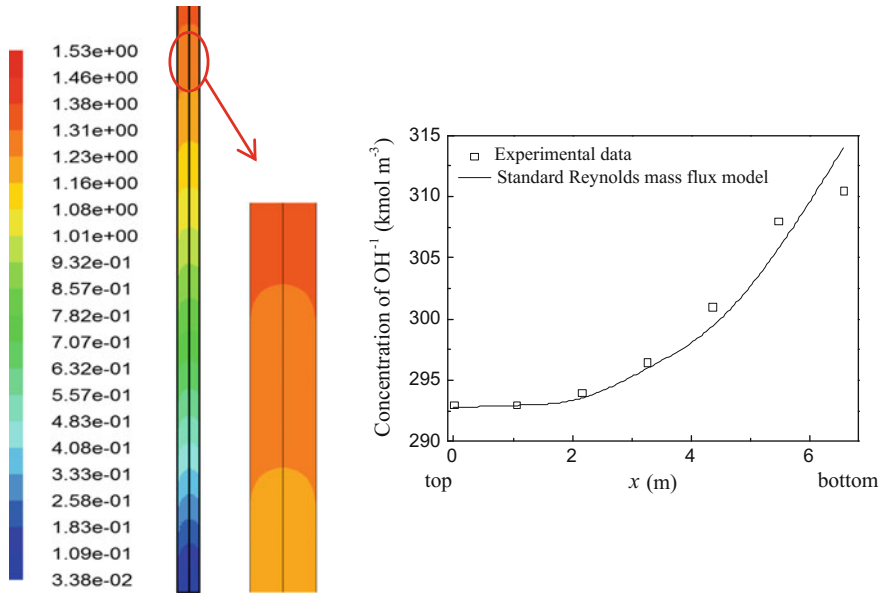 1.53e+00
1.46e+00
1.38e+00
1.31e+00
1.23e+00
1.16e+00
1.08e+00
1.01e+00
9.32e-01
8.57e-01
7.82e-01
7.07e-01
6.32e-01
5.57e-01
4.83e-01
4.08e-01
3.33e-01
2.58e-01
1.83e-01
1.09e-01
3.38e-02
Concentration of OH⁻¹ (kmol m⁻³)
315
310
305
300
295
290
Experimental data
Standard Reynolds mass flux model
0 2 4 6
top x (m) bottom